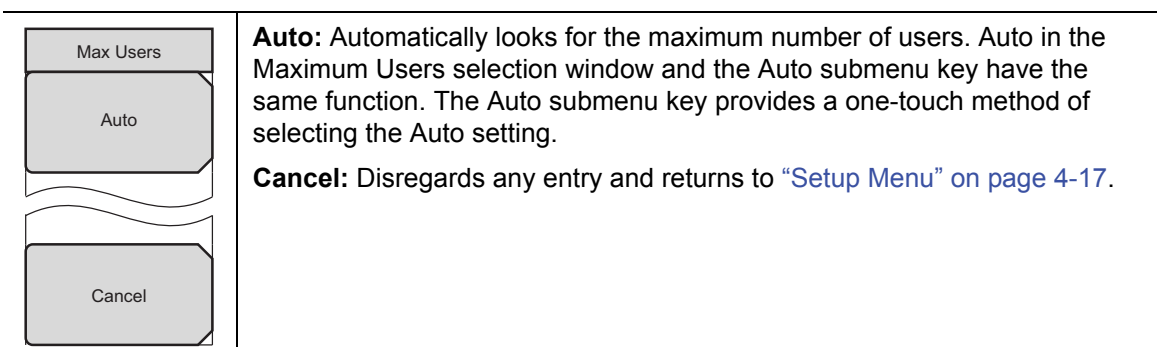 Max Users
Auto
Cancel
Auto: Automatically looks for the maximum number of users. Auto in the
Maximum Users selection window and the Auto submenu key have the
same function. The Auto submenu key provides a one-touch method of
selecting the Auto setting.
Cancel: Disregards any entry and returns to “Setup Menu” on page 4-17.